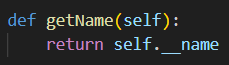 def getName(self):
    return self.__name